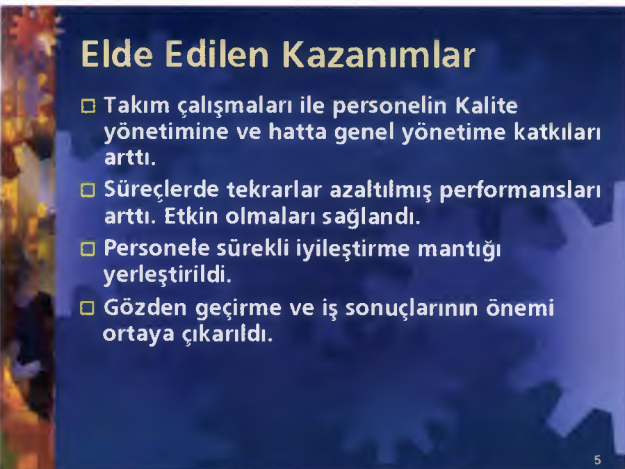 Elde Edilen Kazanımlar
Takım çalışmaları ile personelin Kalite
yönetimine ve hatta genel yönetime katkıları
arttı.
Süreçlerde tekrarlar azaltılmış performansları
arttı. Etkin olmaları sağlandı.
Personele sürekli iyileştirme mantığı
yerleştirildi.
Gözden geçirme ve iş sonuçlarının önemi
ortaya çıkarıldı.
5